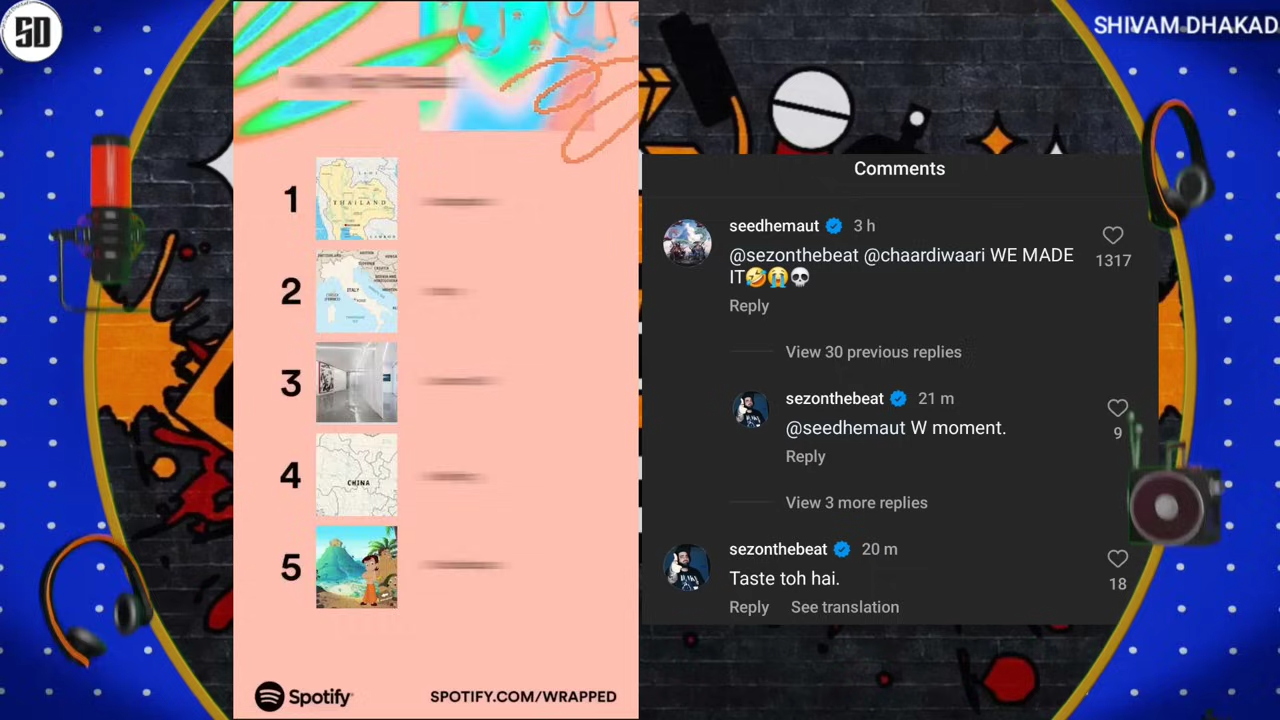 SD
SHIVAM DHAKAD
1
LAOS
THAILAND
2
ITALY
3
4
CHINA
5
Spotify
SPOTIFY.COM/WRAPPED
Comments
seedhemaut 3 h
@sezonthebeat @chaardiwaari WE MADE
IT🤣😭💀
1317
Reply
View 30 previous replies
sezonthebeat 21 m
@seedhemaut W moment.
9
Reply
View 3 more replies
sezonthebeat 20 m
Taste toh hai.
18
Reply See translation